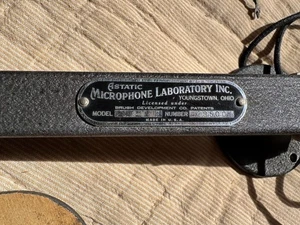 ASTATIC
MICROPHONE LABORATORY INC.
YOUNGSTOWN, OHIO
Licensed under
BRUSH DEVELOPMENT CO. PATENTS
MODEL NUMBER
MADE IN U.S.A.